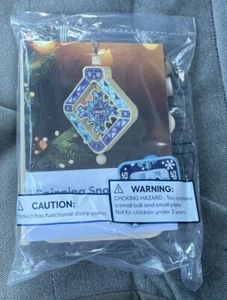 Spinning Sno
WARNING:
CHOKING HAZARD - Toy contains
a small ball and small parts.
Not for children under 3 years.
CAUTION:
Product has functional sharp points.